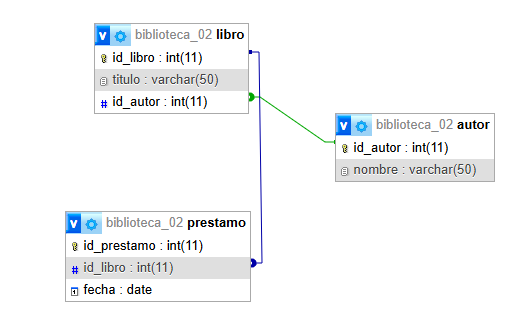 biblioteca_02 libro
id_libro : int(11)
titulo : varchar(50)
id_autor : int(11)
biblioteca_02 autor
id_autor : int(11)
nombre : varchar(50)
biblioteca_02 prestamo
id_prestamo : int(11)
id_libro : int(11)
fecha : date